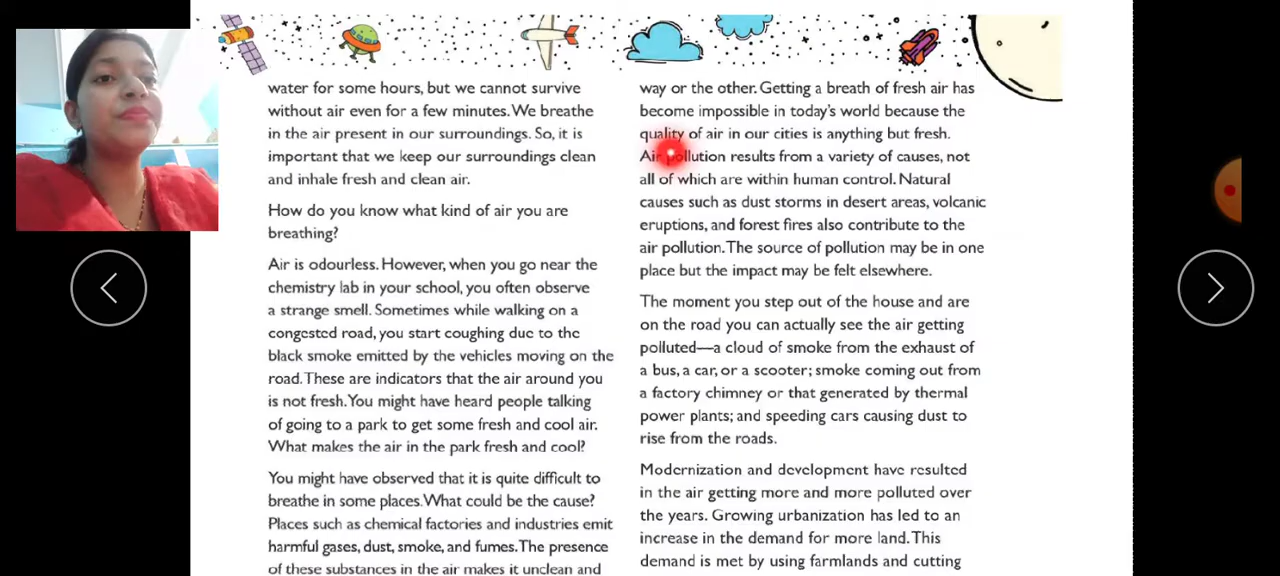 water for some hours, but we cannot survive
without air even for a few minutes. We breathe
in the air present in our surroundings. So, it is
important that we keep our surroundings clean
and inhale fresh and clean air.
How do you know what kind of air you are
breathing?
Air is odourless. However, when you go near the
chemistry lab in your school, you often observe
a strange smell. Sometimes while walking on a
congested road, you start coughing due to the
black smoke emitted by the vehicles moving on the
road. These are indicators that the air around you
is not fresh. You might have heard people talking
of going to a park to get some fresh and cool air.
What makes the air in the park fresh and cool?
You might have observed that it is quite difficult to
breathe in some places. What could be the cause?
Places such as chemical factories and industries emit
harmful gases, dust, smoke, and fumes. The presence
of these substances in the air makes it unclean and
way or the other. Getting a breath of fresh air has
become impossible in today's world because the
quality of air in our cities is anything but fresh.
Air pollution results from a variety of causes, not
all of which are within human control. Natural
causes such as dust storms in desert areas, volcanic
eruptions, and forest fires also contribute to the
air pollution. The source of pollution may be in one
place but the impact may be felt elsewhere.
The moment you step out of the house and are
on the road you can actually see the air getting
polluted—a cloud of smoke from the exhaust of
a bus, a car, or a scooter; smoke coming out from
a factory chimney or that generated by thermal
power plants; and speeding cars causing dust to
rise from the roads.
Modernization and development have resulted
in the air getting more and more polluted over
the years. Growing urbanization has led to an
increase in the demand for more land. This
demand is met by using farmlands and cutting